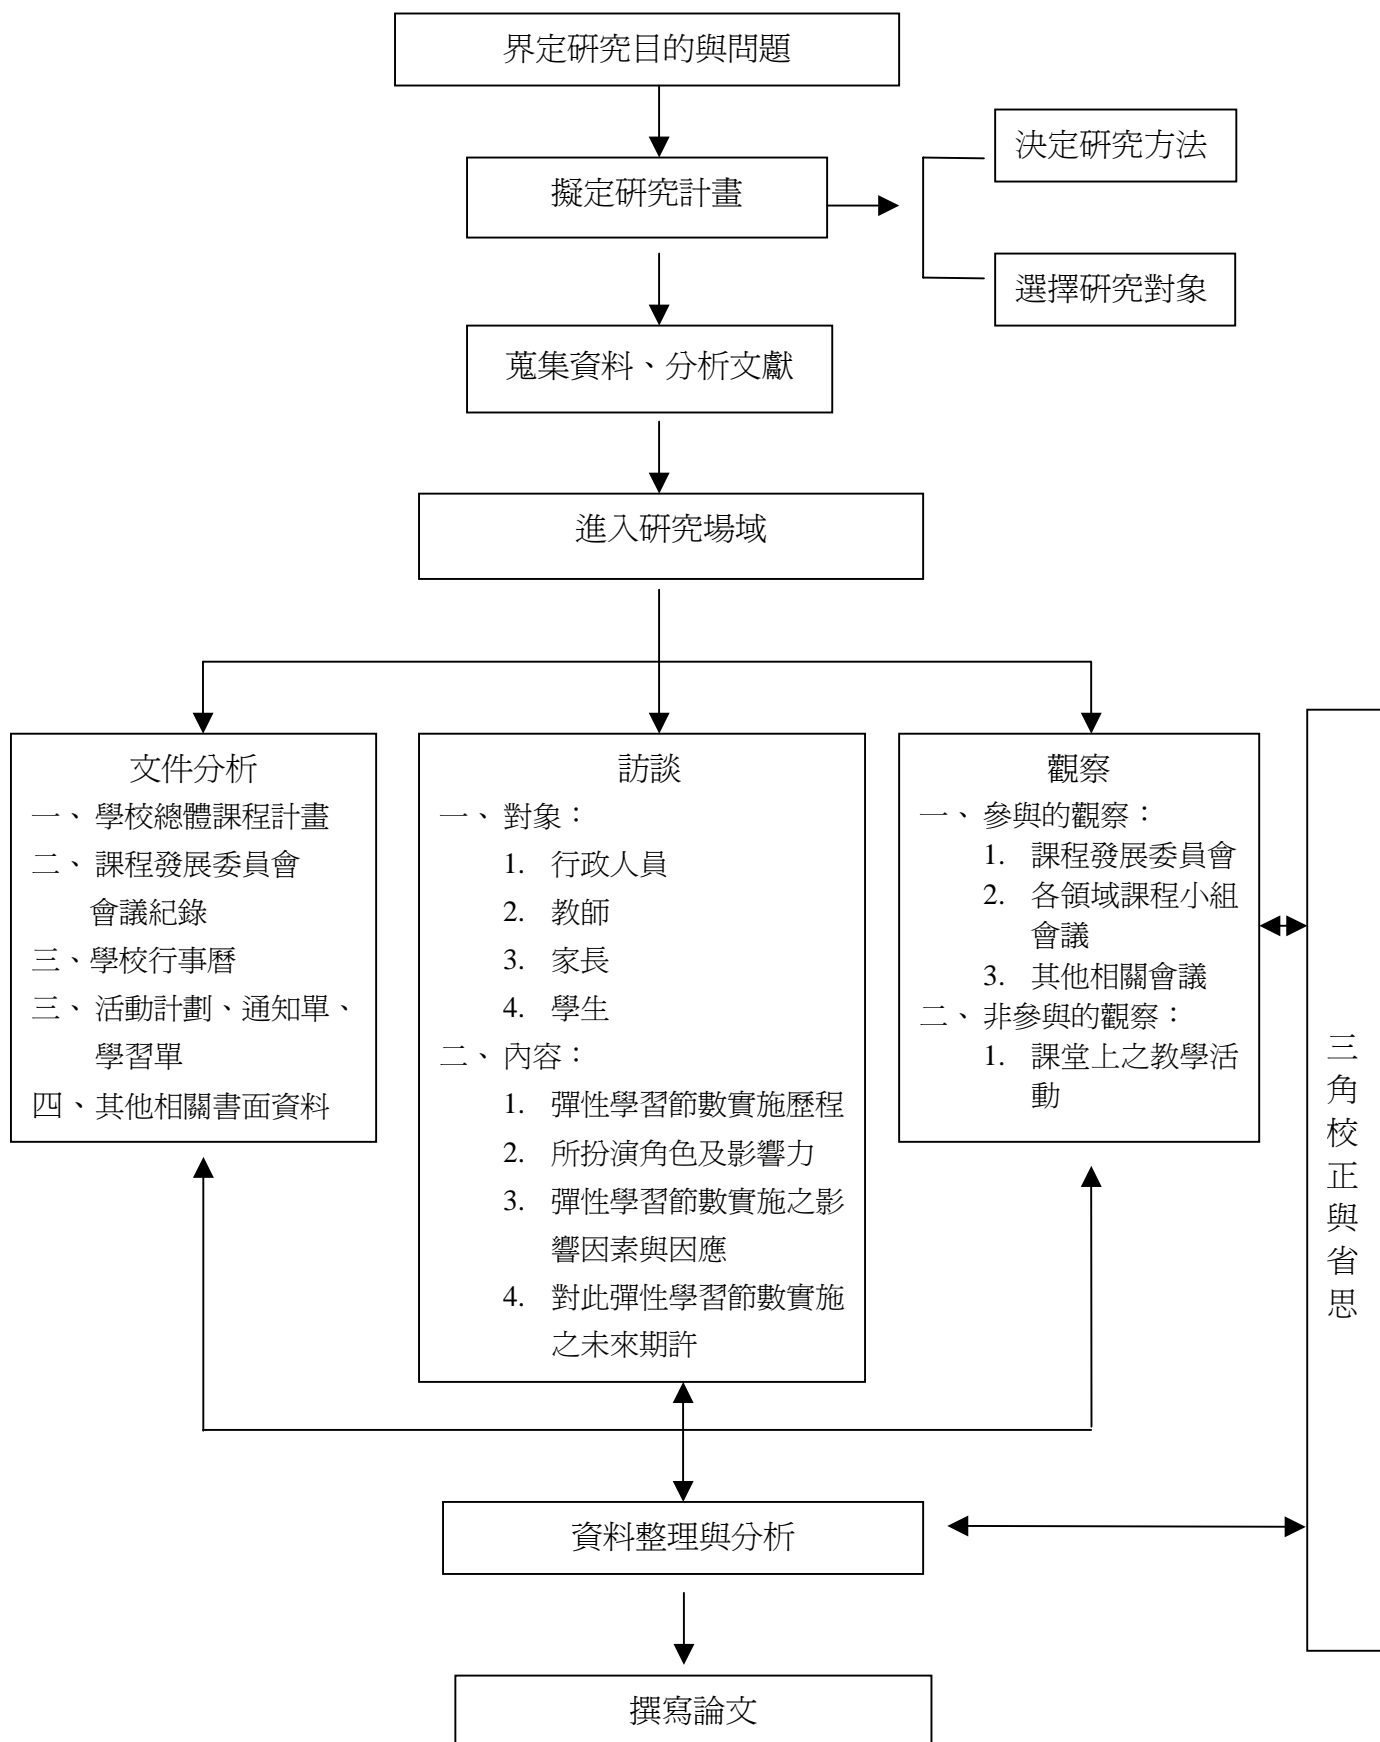 界定研究目的與問題
擬定研究計畫
決定研究方法
選擇研究對象
蒐集資料、分析文獻
進入研究場域
文件分析
一、 學校總體課程計畫
二、 課程發展委員會
會議紀錄
三、學校行事曆
三、 活動計劃、通知單、
學習單
四、其他相關書面資料
訪談
一、 對象：
1. 行政人員
2. 教師
3. 家長
4. 學生
二、 內容：
1. 彈性學習節數實施歷程
2. 所扮演角色及影響力
3. 彈性學習節數實施之影
響因素與因應
4. 對此彈性學習節數實施
之未來期許
觀察
一、 參與的觀察：
1. 課程發展委員會
2. 各領域課程小組
會議
3. 其他相關會議
二、 非參與的觀察：
1. 課堂上之教學活
動
三角校正與省思
資料整理與分析
撰寫論文